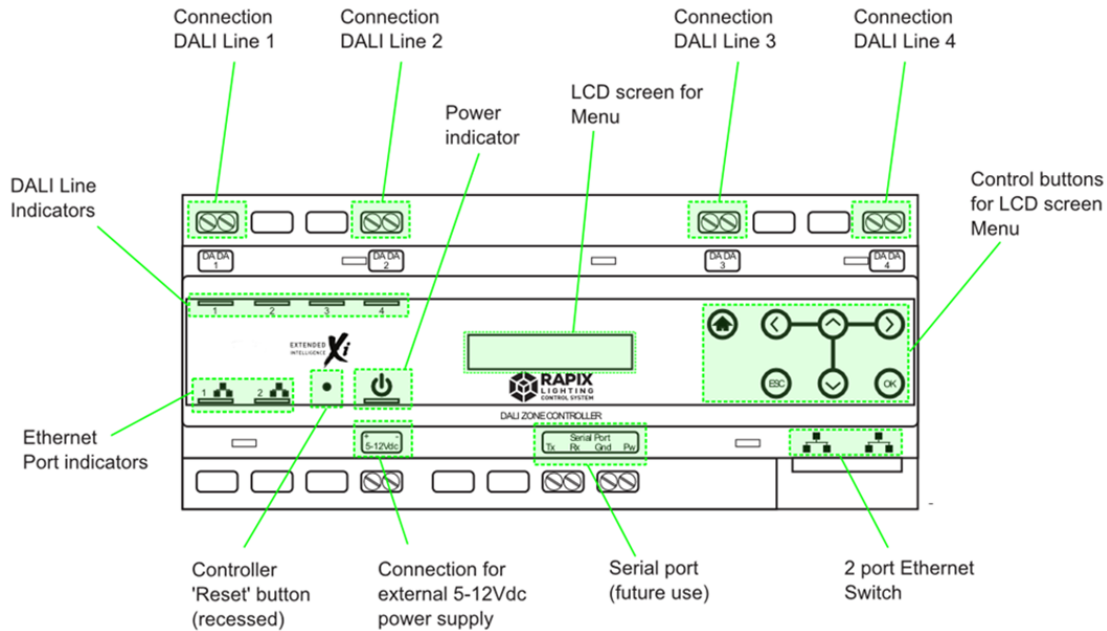 Connection
DALI Line 1
Connection
DALI Line 2
Connection
DALI Line 3
Connection
DALI Line 4
LCD screen for
Menu
Power
indicator
DALI Line
Indicators
Control buttons
for LCD screen
Menu
DA DA
1
DA DA
2
DA DA
3
DA DA
4
1
2
3
4
EXTENDED
INTELLIGENCE
Xi
RAPIX
LIGHTING
CONTROL SYSTEM
ESC
OK
1
2
DALI ZONE CONTROLLER
Ethernet
Port indicators
+ -
5-12Vdc
Serial Port
Tx Rx Gnd Pw
Controller
'Reset' button
(recessed)
Connection for
external 5-12Vdc
power supply
Serial port
(future use)
2 port Ethernet
Switch